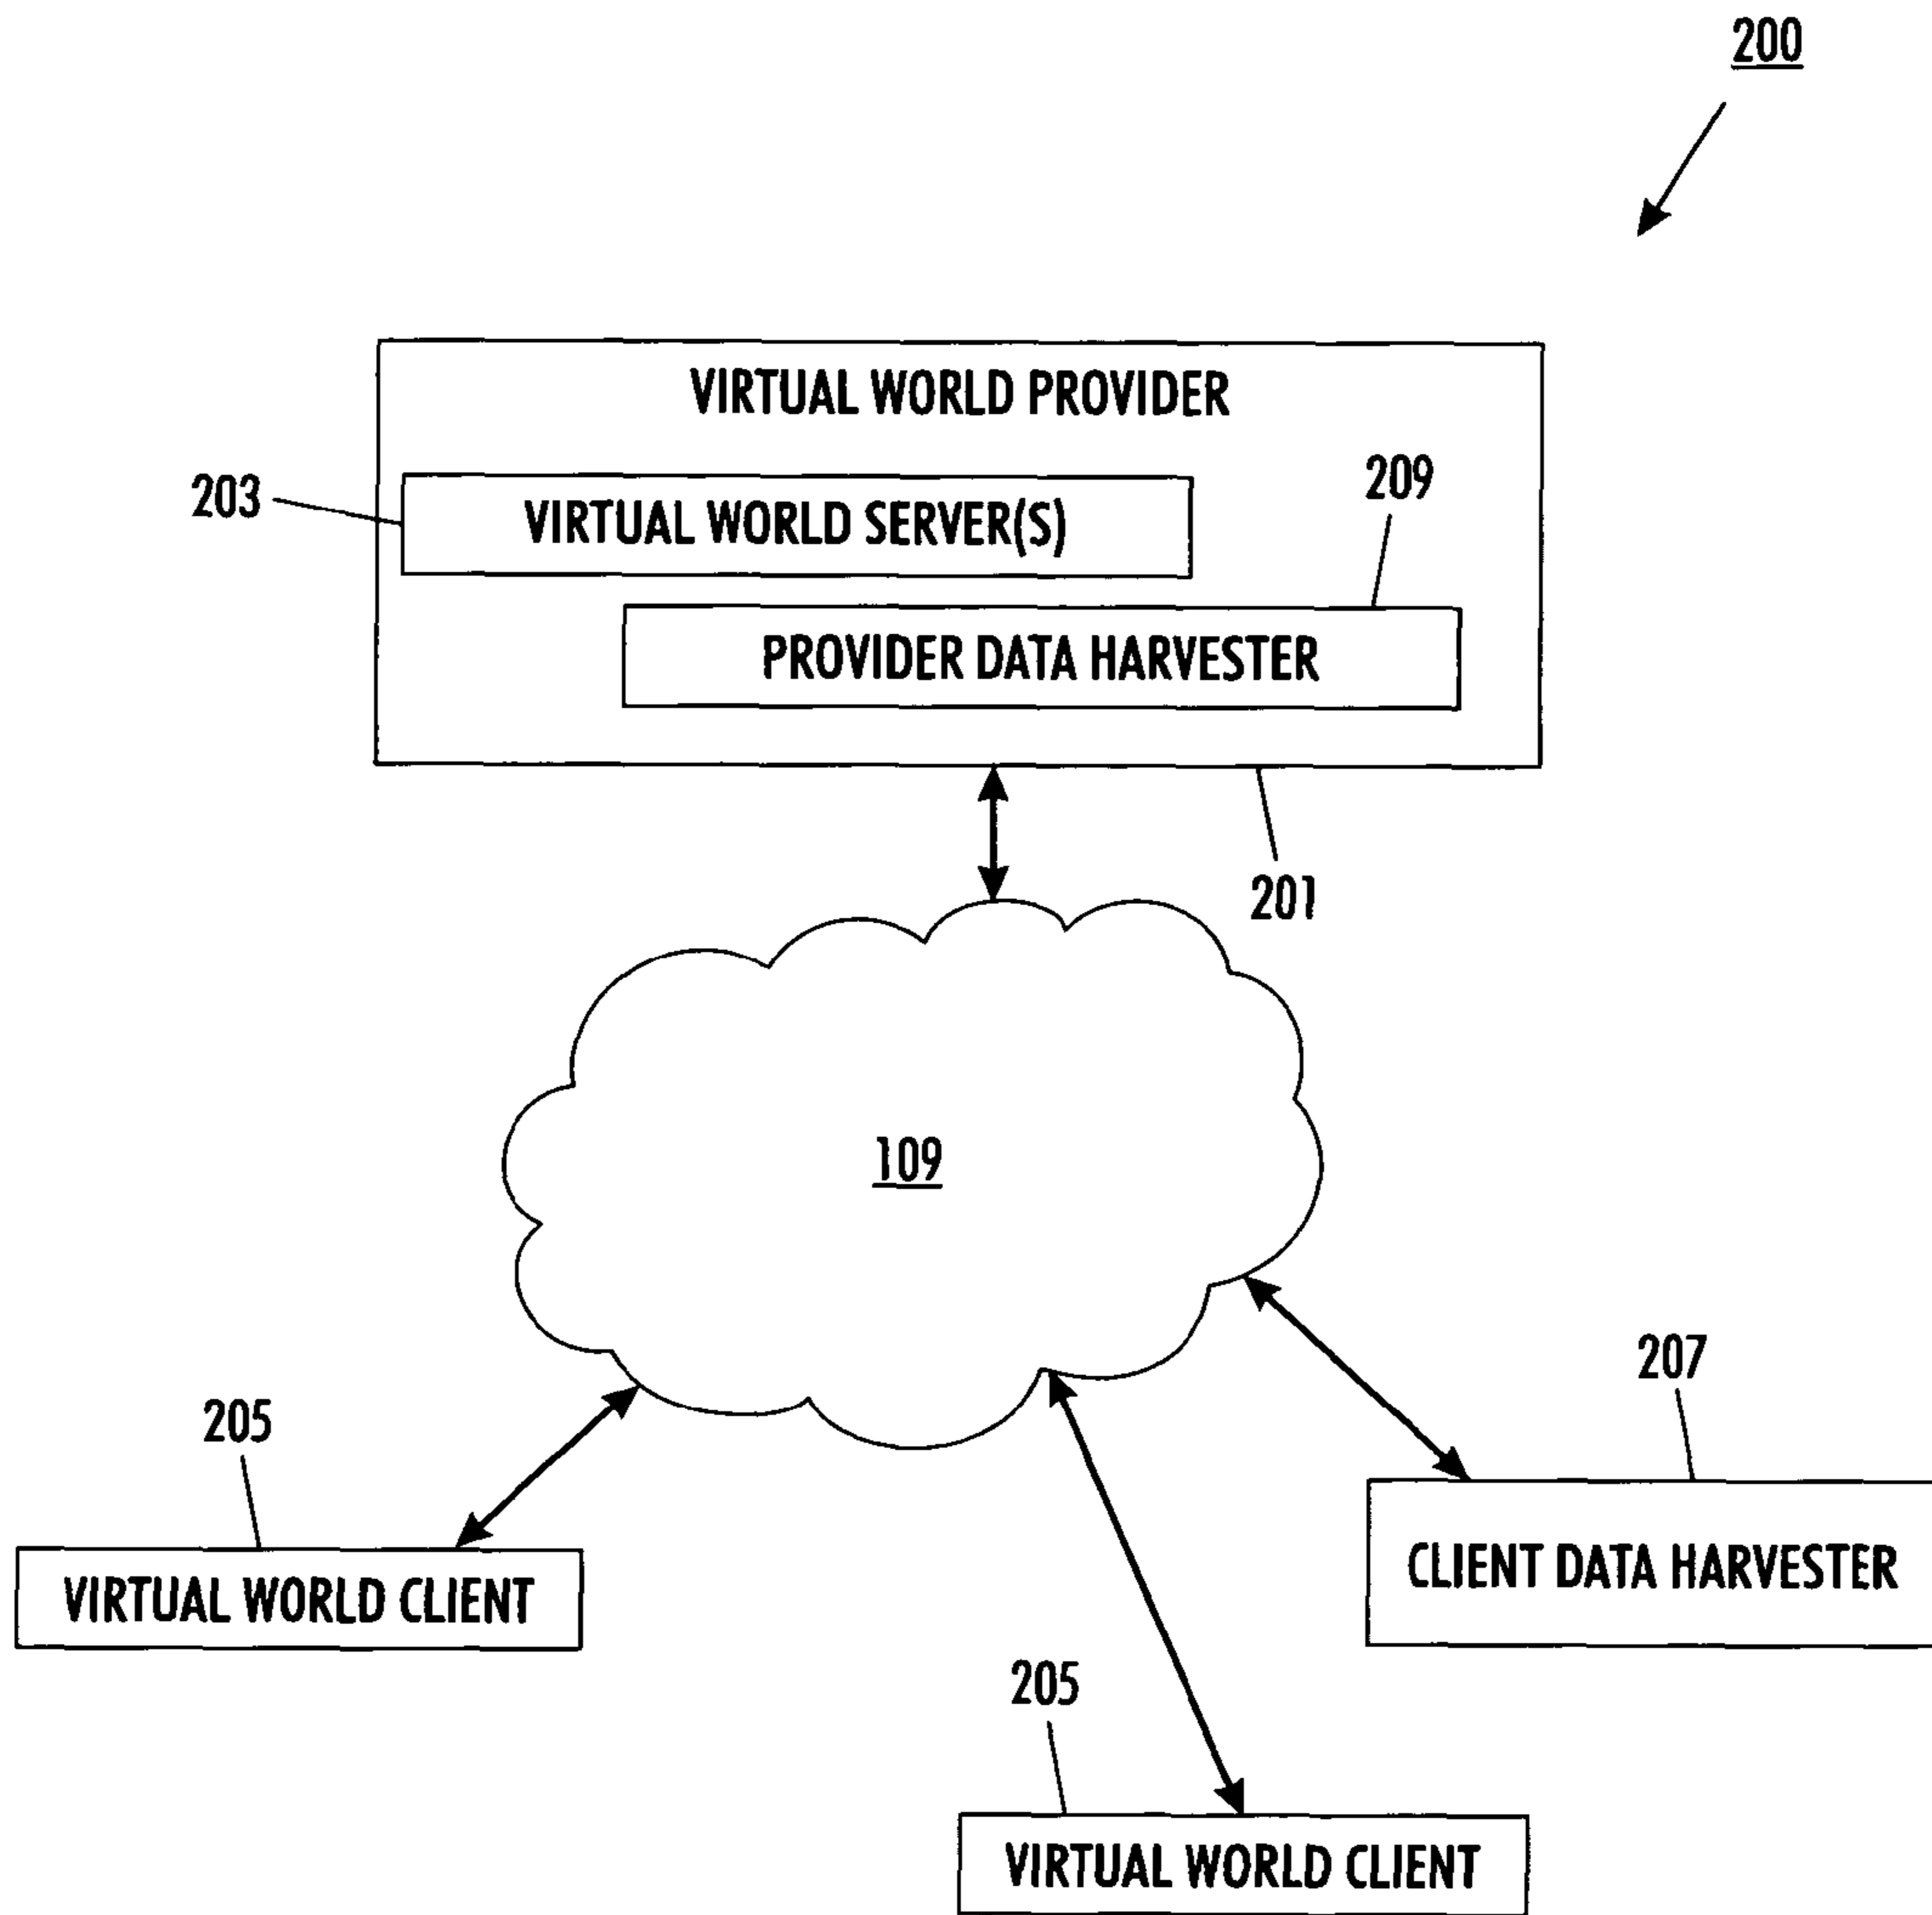 200
VIRTUAL WORLD PROVIDER
203
VIRTUAL WORLD SERVER(S)
209
PROVIDER DATA HARVESTER
201
109
207
205
CLIENT DATA HARVESTER
VIRTUAL WORLD CLIENT
205
VIRTUAL WORLD CLIENT